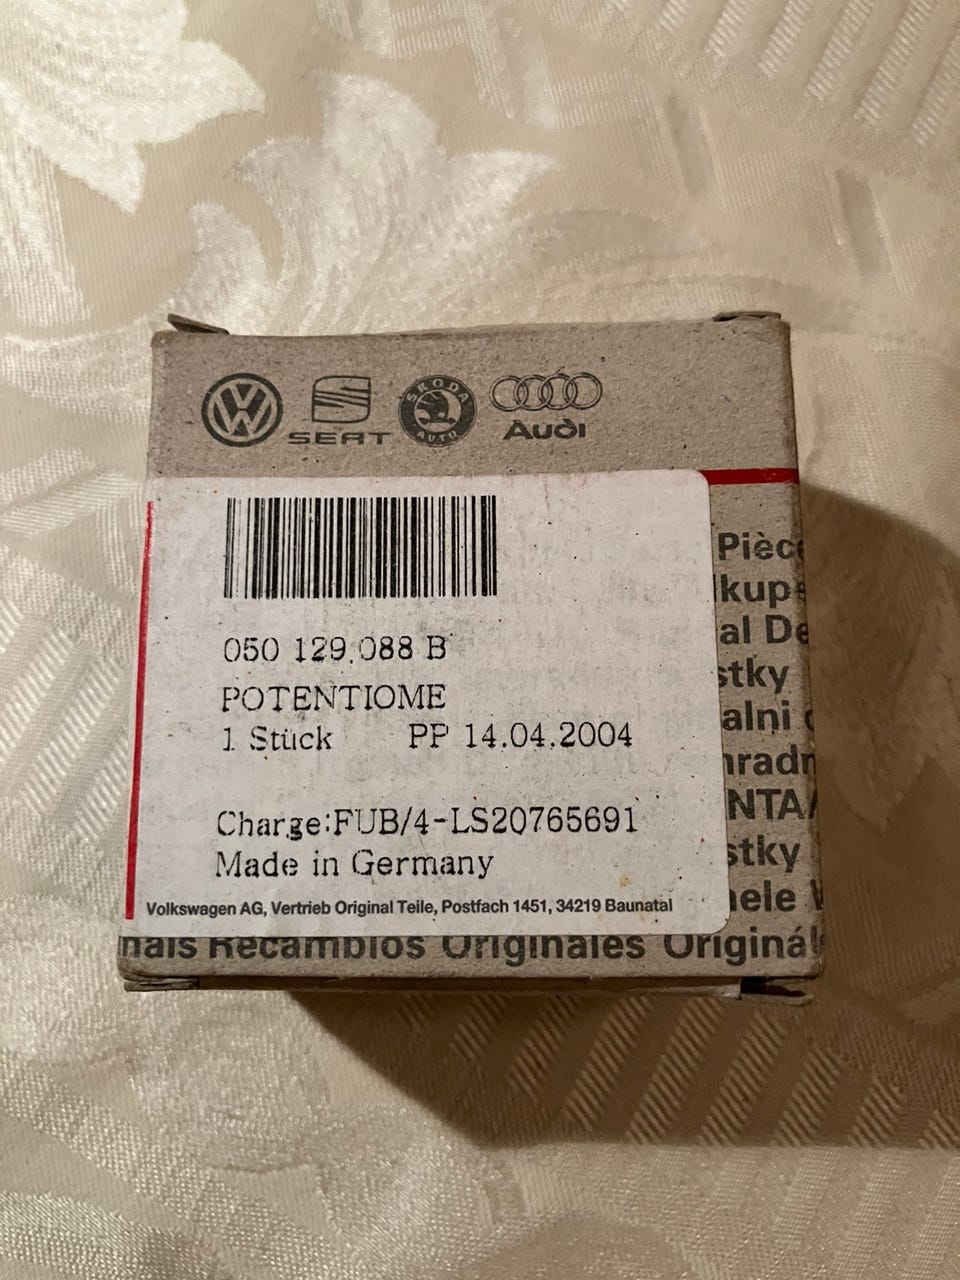 SEAT
ŠKODA
AUTO
Audi
050 129.088 B
POTENTIOME
1 Stück PP 14.04.2004
Charge:FUB/4-LS20765691
Made in Germany
Volkswagen AG, Vertrieb Original Teile, Postfach 1451, 34219 Baunatal
Recambios Originales